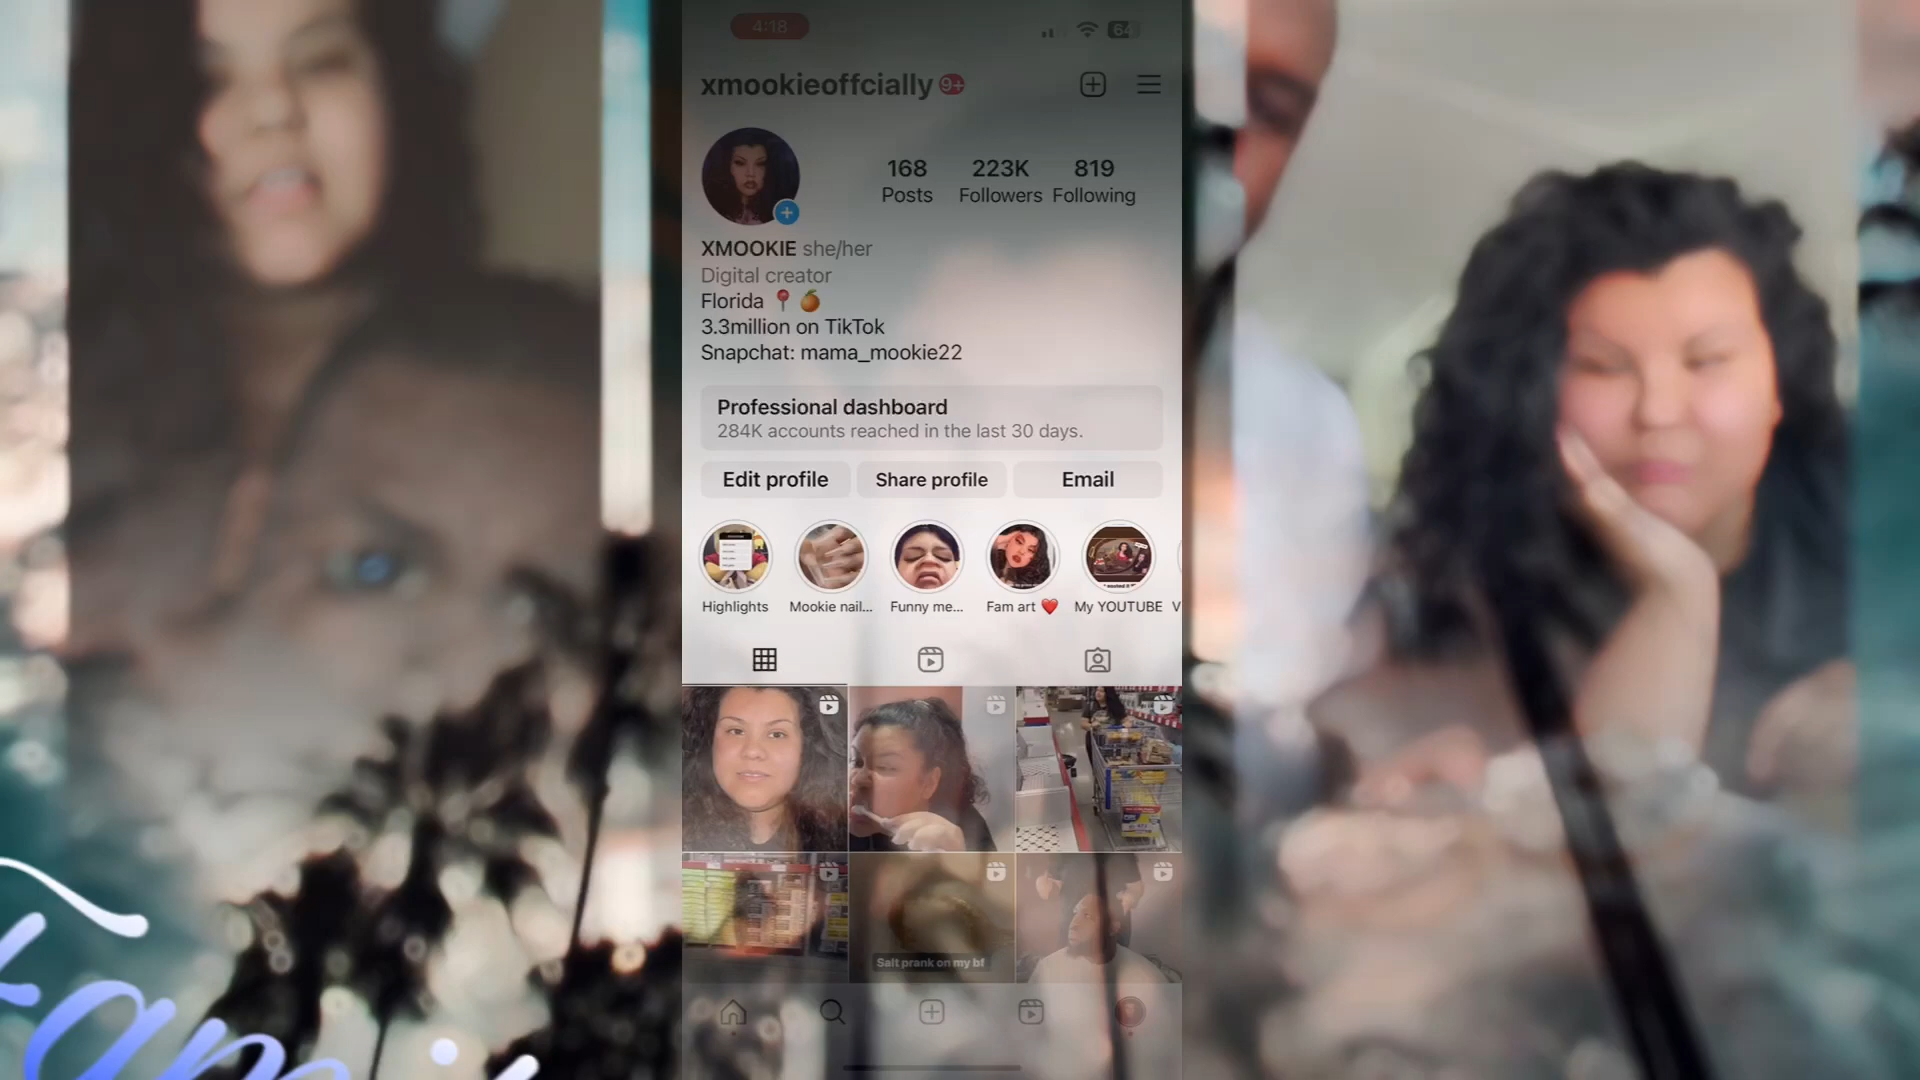 4:18
64
xmookieoffcially 9+
168 223K 819
Posts Followers Following
XMOOKIE she/her
Digital creator
Florida 📍 🍊
3.3million on TikTok
Snapchat: mama_mookie22
Professional dashboard
284K accounts reached in the last 30 days.
Edit profile Share profile Email
Highlights Mookie nail... Funny me... Fam art ❤️ My YOUTUBE V
Salt prank on my bf